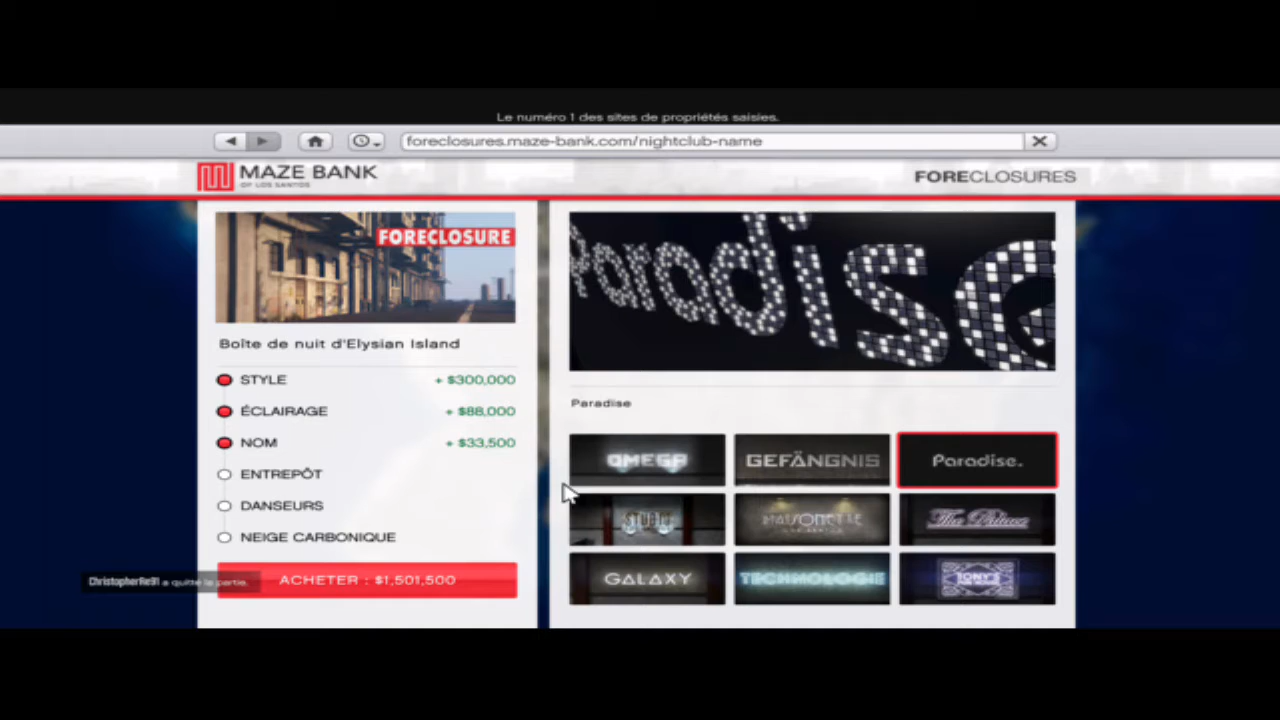 Le numéro 1 des sites de propriétés saisies.
foreclosures.maze-bank.com/nightclub-name
MAZE BANK
OF LOS SANTOS
FORECLOSURES
FORECLOSURE
Paradise
Boîte de nuit d'Elysian Island
STYLE + $300,000
ÉCLAIRAGE + $88,000
NOM + $33,500
ENTREPÔT
DANSEURS
NEIGE CARBONIQUE
ACHETER : $1,501,500
ChristopherRe91 a quitté la partie.
Paradise
OMEGA GEFÄNGNIS Paradise.
STUDIO MAISONETTE The Palace
GALAXY TECHNOLOGIE TONY'S